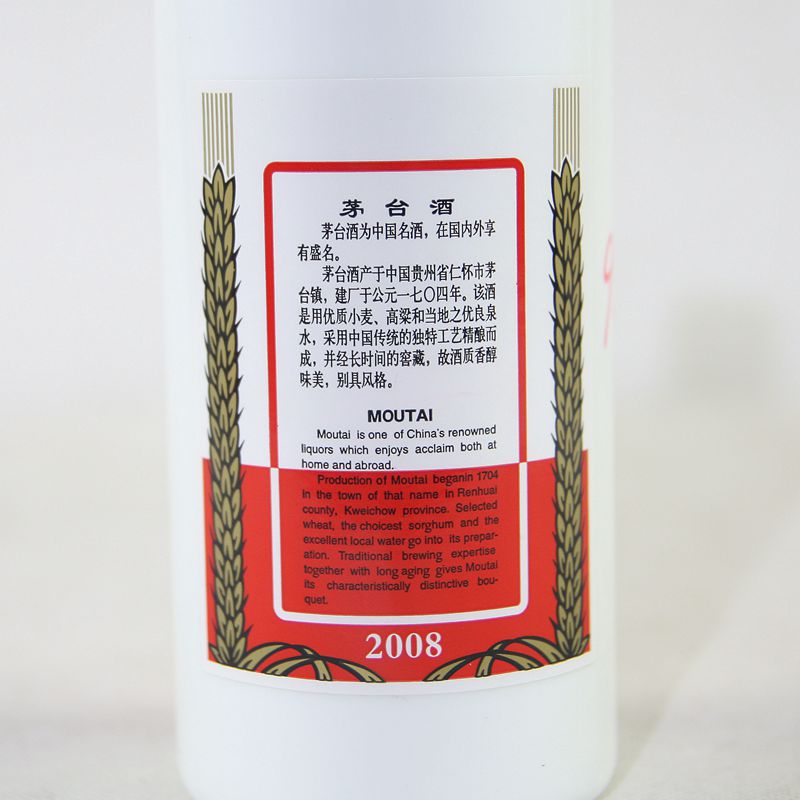 茅台酒
茅台酒为中国名酒，在国内外享
有盛名。
茅台酒产于中国贵州省仁怀市茅
台镇，建厂于公元一七〇四年。该酒
是用优质小麦、高粱和当地之优良泉
水，采用中国传统的独特工艺精酿而
成，并经长时间的窖藏，故酒质香醇
味美，别具风格。
MOUTAI
Moutai is one of China's renowned
liquors which enjoys acclaim both at
home and abroad.
Production of Moutai beganin 1704
In the town of that name in Renhuai
county, Kweichow province. Selected
wheat, the choicest sorghum and the
excellent local water go into its prepar-
ation. Traditional brewing expertise
together with long aging gives Moutai
its characteristically distinctive bou-
quet.
2008